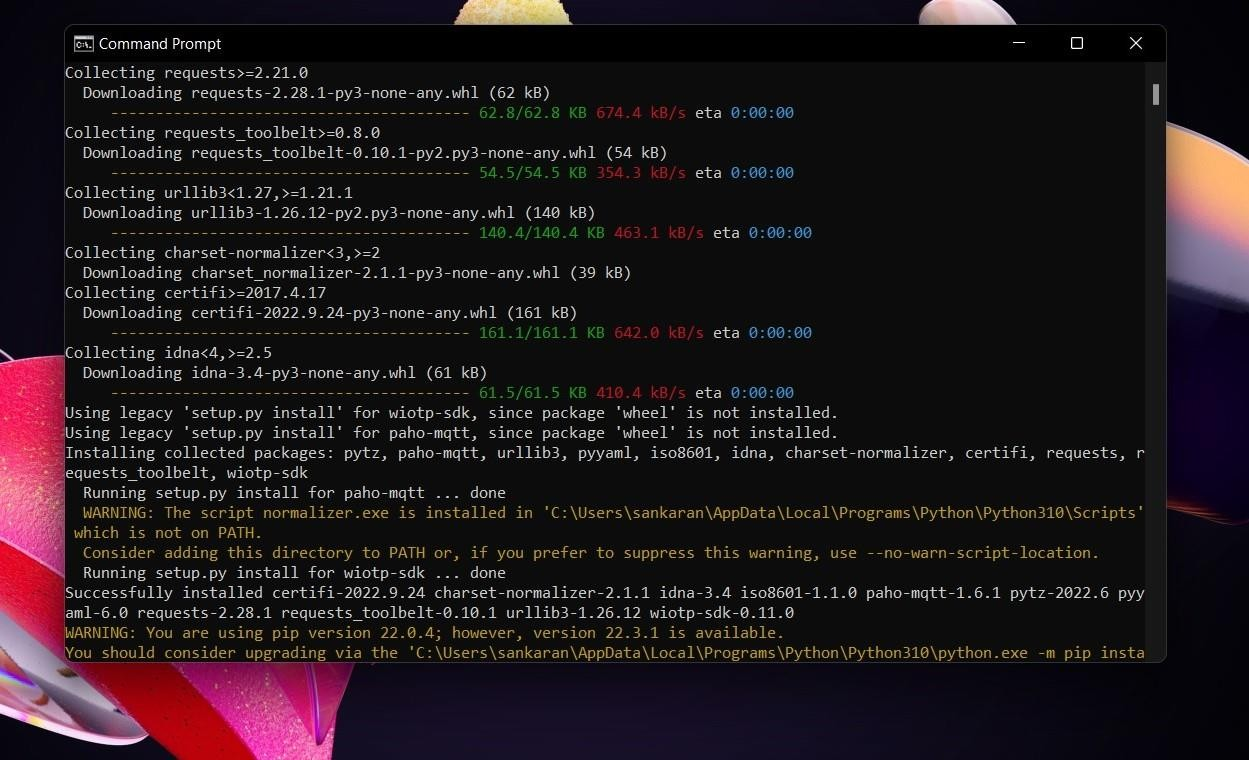 Command Prompt
Collecting requests>=2.21.0
  Downloading requests-2.28.1-py3-none-any.whl (62 kB)
     ---------------------------------------- 62.8/62.8 KB 674.4 kB/s eta 0:00:00
Collecting requests_toolbelt>=0.8.0
  Downloading requests_toolbelt-0.10.1-py2.py3-none-any.whl (54 kB)
     ---------------------------------------- 54.5/54.5 KB 354.3 kB/s eta 0:00:00
Collecting urllib3<1.27,>=1.21.1
  Downloading urllib3-1.26.12-py2.py3-none-any.whl (140 kB)
     ---------------------------------------- 140.4/140.4 KB 463.1 kB/s eta 0:00:00
Collecting charset-normalizer<3,>=2
  Downloading charset_normalizer-2.1.1-py3-none-any.whl (39 kB)
Collecting certifi>=2017.4.17
  Downloading certifi-2022.9.24-py3-none-any.whl (161 kB)
     ---------------------------------------- 161.1/161.1 KB 642.0 kB/s eta 0:00:00
Collecting idna<4,>=2.5
  Downloading idna-3.4-py3-none-any.whl (61 kB)
     ---------------------------------------- 61.5/61.5 KB 410.4 kB/s eta 0:00:00
Using legacy 'setup.py install' for wiotp-sdk, since package 'wheel' is not installed.
Using legacy 'setup.py install' for paho-mqtt, since package 'wheel' is not installed.
Installing collected packages: pytz, paho-mqtt, urllib3, pyyaml, iso8601, idna, charset-normalizer, certifi, requests, r
equests_toolbelt, wiotp-sdk
  Running setup.py install for paho-mqtt ... done
  WARNING: The script normalizer.exe is installed in 'C:\Users\sankaran\AppData\Local\Programs\Python\Python310\Scripts'
 which is not on PATH.
  Consider adding this directory to PATH or, if you prefer to suppress this warning, use --no-warn-script-location.
  Running setup.py install for wiotp-sdk ... done
Successfully installed certifi-2022.9.24 charset-normalizer-2.1.1 idna-3.4 iso8601-1.1.0 paho-mqtt-1.6.1 pytz-2022.6 pyy
aml-6.0 requests-2.28.1 requests_toolbelt-0.10.1 urllib3-1.26.12 wiotp-sdk-0.11.0
WARNING: You are using pip version 22.0.4; however, version 22.3.1 is available.
You should consider upgrading via the 'C:\Users\sankaran\AppData\Local\Programs\Python\Python310\python.exe -m pip insta